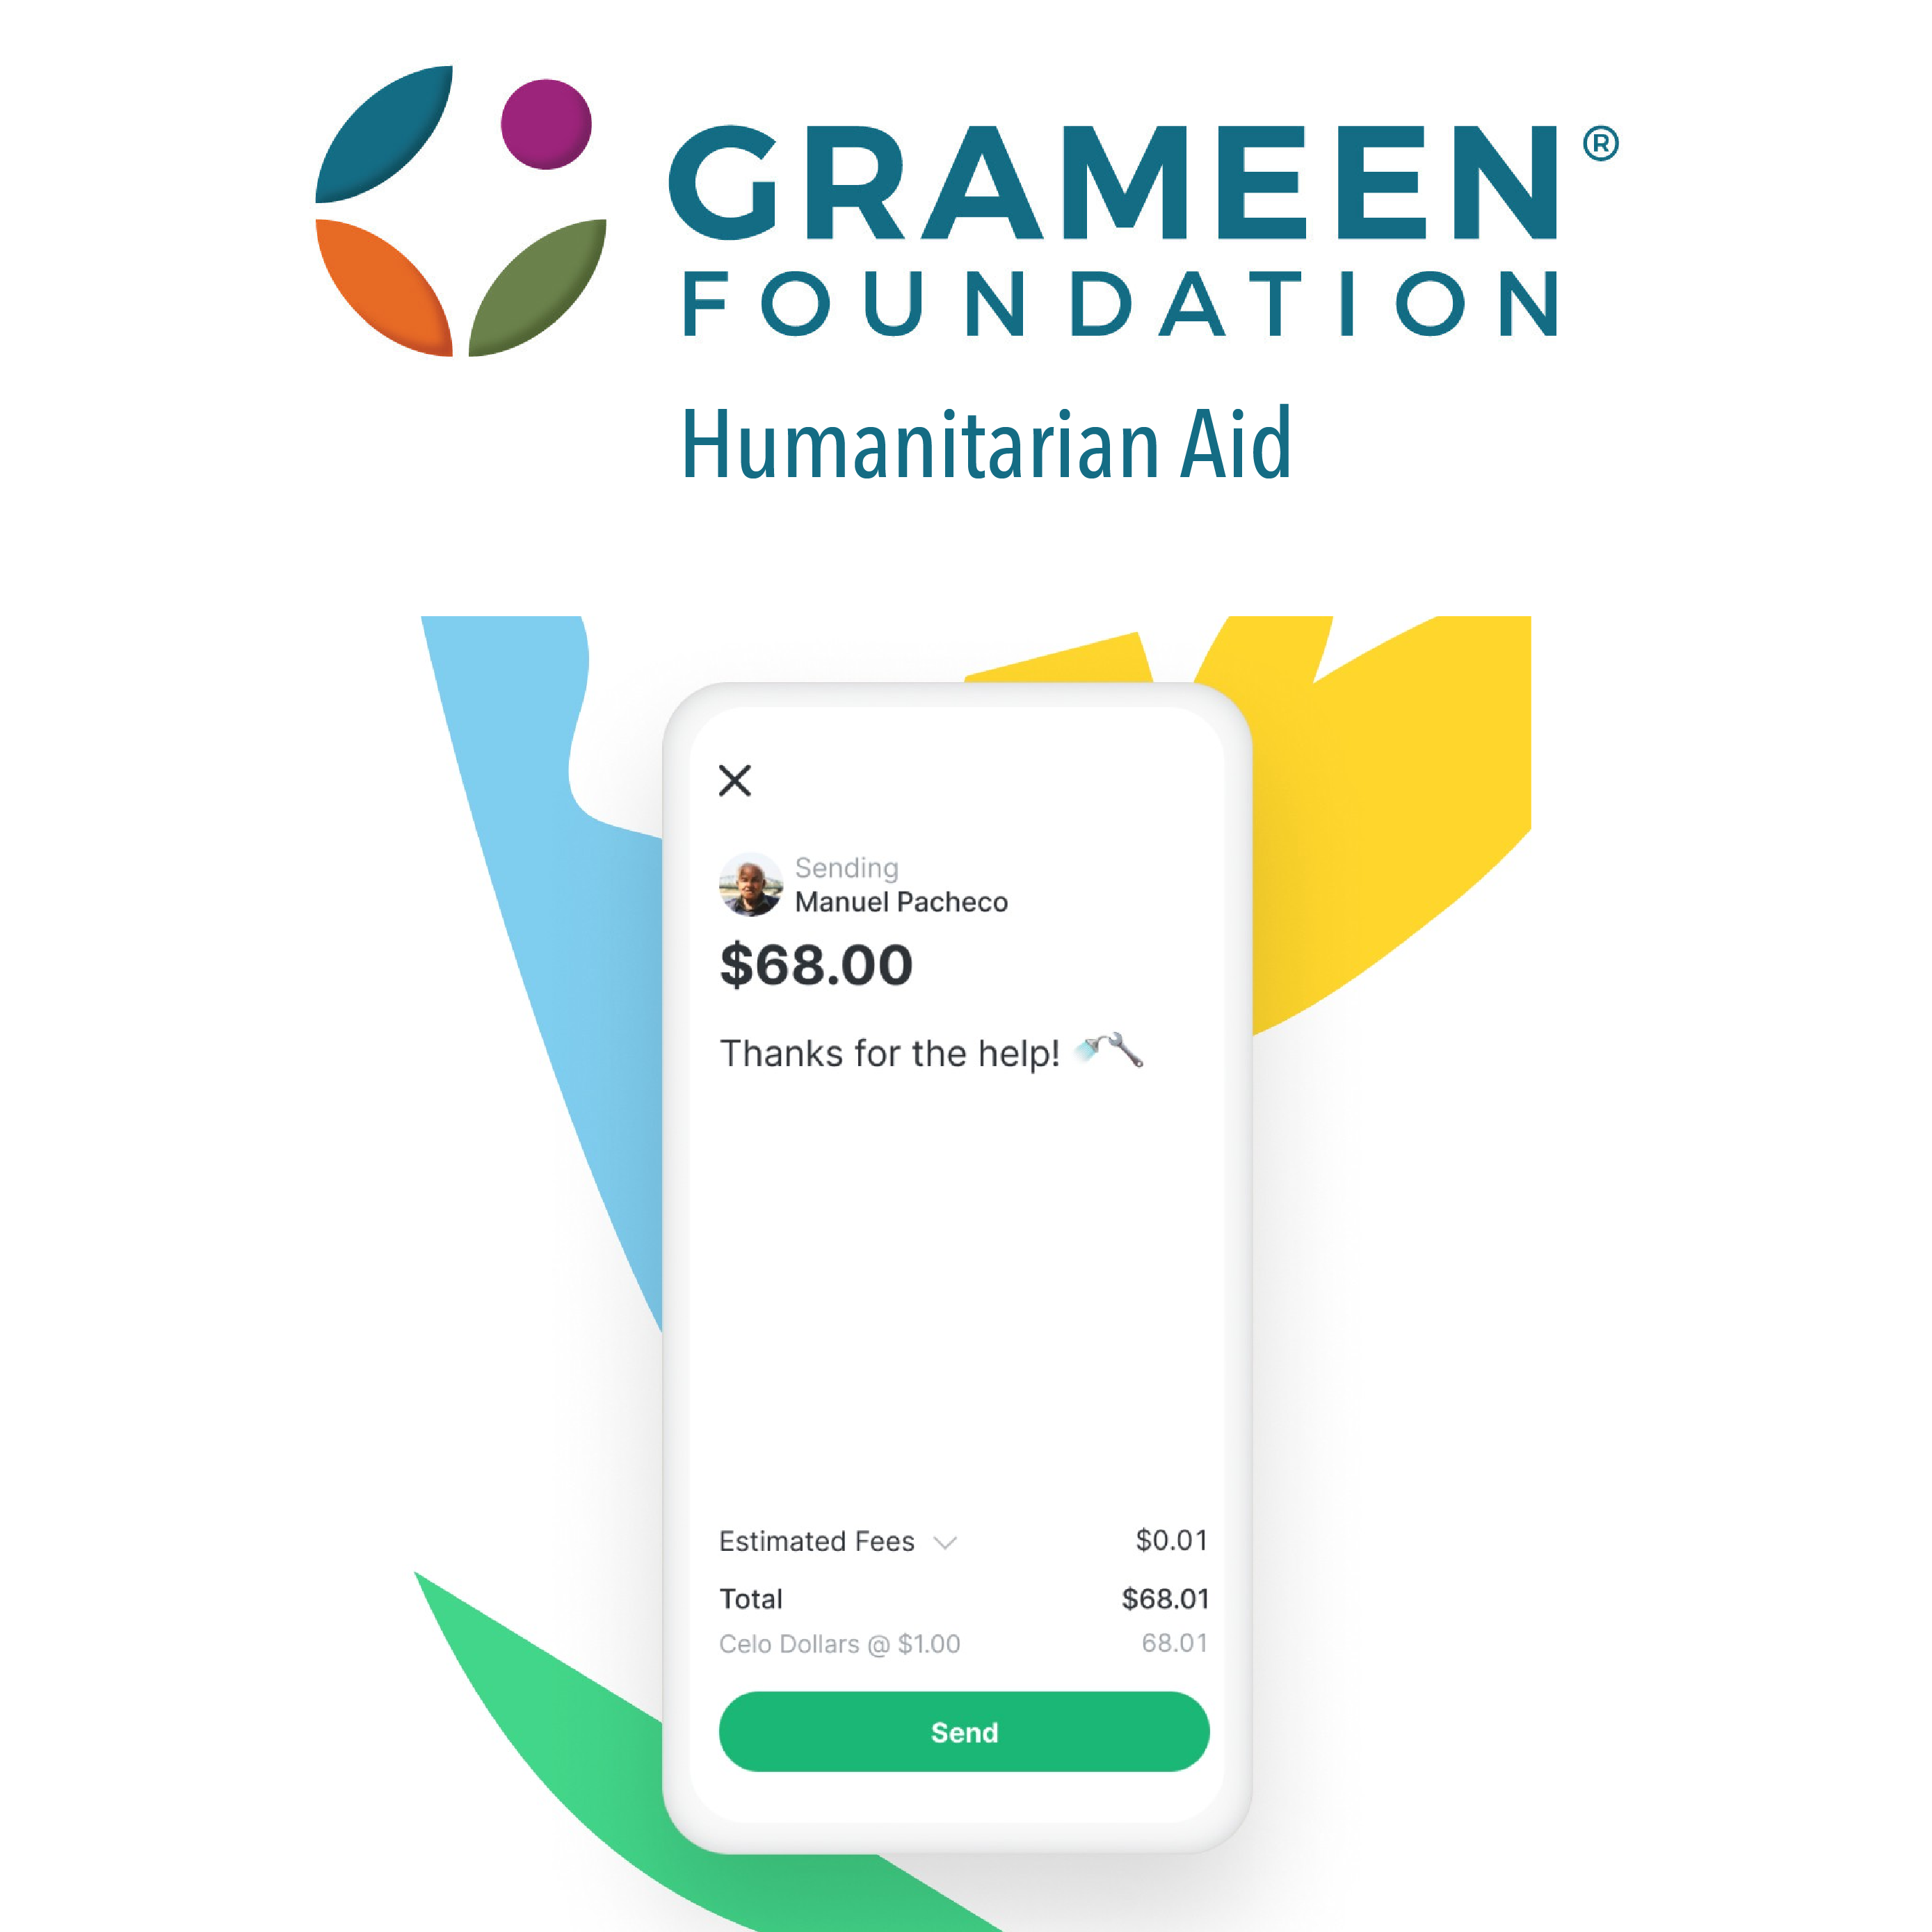 GRAMEEN®
FOUNDATION
Humanitarian Aid
Sending
Manuel Pacheco
$68.00
Thanks for the help! 🚿🔧
Estimated Fees $0.01
Total $68.01
Celo Dollars @ $1.00 68.01
Send